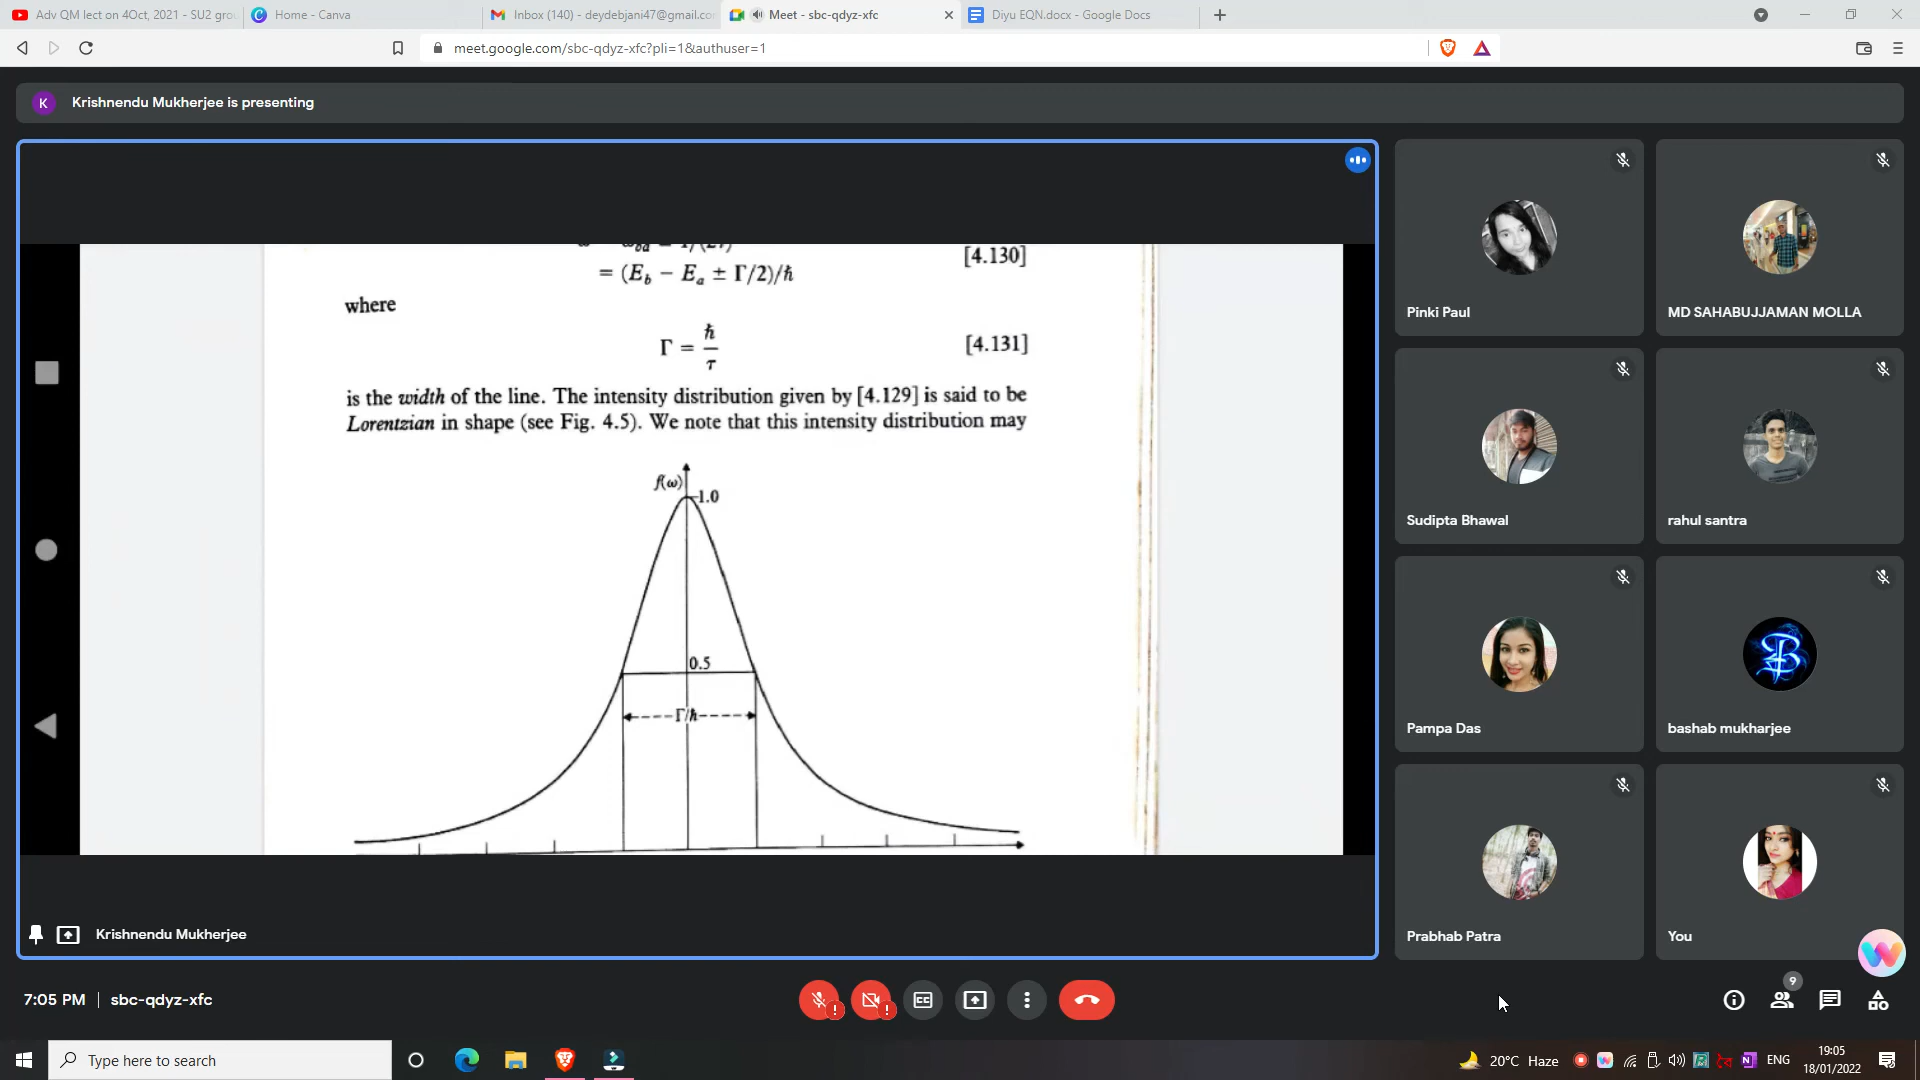 Adv QM lect on 4Oct, 2021 - SU2 grou
Home - Canva
Inbox (140) - deydebjani47@gmail.co
Meet - sbc-qdyz-xfc
Diyu EQN.docx - Google Docs
meet.google.com/sbc-qdyz-xfc?pli=1&authuser=1
K
Krishnendu Mukherjee is presenting
[4.130]
= (E_b − E_a ± Γ/2)/ħ
where
Γ = ħ/τ [4.131]
is the width of the line. The intensity distribution given by [4.129] is said to be
Lorentzian in shape (see Fig. 4.5). We note that this intensity distribution may
f(ω)
1.0
0.5
Γ/ħ
Krishnendu Mukherjee
Pinki Paul
MD SAHABUJJAMAN MOLLA
Sudipta Bhawal
rahul santra
Pampa Das
bashab mukharjee
Prabhab Patra
You
7:05 PM | sbc-qdyz-xfc
9
Type here to search
20°C Haze
ENG
19:05
18/01/2022